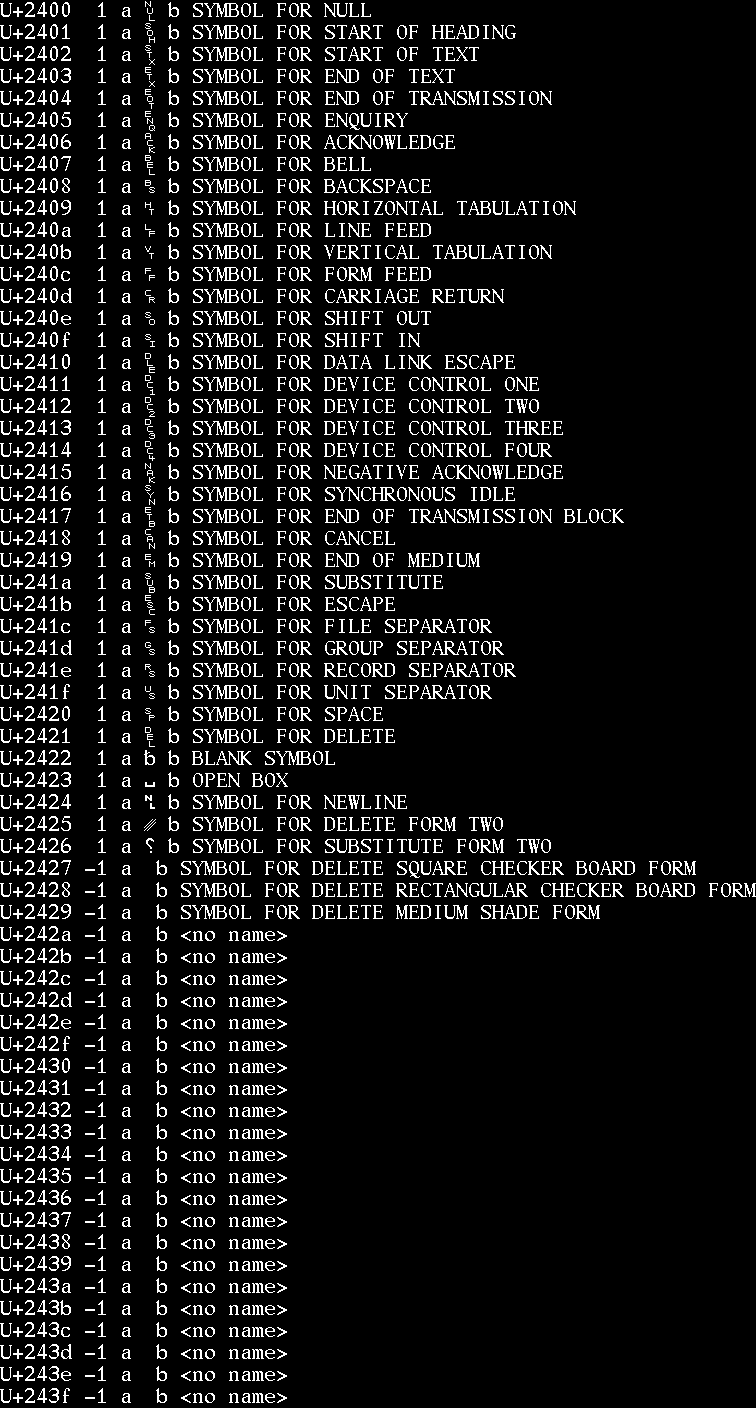 U+2400  1 a ␀ b SYMBOL FOR NULL
U+2401  1 a ␁ b SYMBOL FOR START OF HEADING
U+2402  1 a ␂ b SYMBOL FOR START OF TEXT
U+2403  1 a ␃ b SYMBOL FOR END OF TEXT
U+2404  1 a ␄ b SYMBOL FOR END OF TRANSMISSION
U+2405  1 a ␅ b SYMBOL FOR ENQUIRY
U+2406  1 a ␆ b SYMBOL FOR ACKNOWLEDGE
U+2407  1 a ␇ b SYMBOL FOR BELL
U+2408  1 a ␈ b SYMBOL FOR BACKSPACE
U+2409  1 a ␉ b SYMBOL FOR HORIZONTAL TABULATION
U+240a  1 a ␊ b SYMBOL FOR LINE FEED
U+240b  1 a ␋ b SYMBOL FOR VERTICAL TABULATION
U+240c  1 a ␌ b SYMBOL FOR FORM FEED
U+240d  1 a ␍ b SYMBOL FOR CARRIAGE RETURN
U+240e  1 a ␎ b SYMBOL FOR SHIFT OUT
U+240f  1 a ␏ b SYMBOL FOR SHIFT IN
U+2410  1 a ␐ b SYMBOL FOR DATA LINK ESCAPE
U+2411  1 a ␑ b SYMBOL FOR DEVICE CONTROL ONE
U+2412  1 a ␒ b SYMBOL FOR DEVICE CONTROL TWO
U+2413  1 a ␓ b SYMBOL FOR DEVICE CONTROL THREE
U+2414  1 a ␔ b SYMBOL FOR DEVICE CONTROL FOUR
U+2415  1 a ␕ b SYMBOL FOR NEGATIVE ACKNOWLEDGE
U+2416  1 a ␖ b SYMBOL FOR SYNCHRONOUS IDLE
U+2417  1 a ␗ b SYMBOL FOR END OF TRANSMISSION BLOCK
U+2418  1 a ␘ b SYMBOL FOR CANCEL
U+2419  1 a ␙ b SYMBOL FOR END OF MEDIUM
U+241a  1 a ␚ b SYMBOL FOR SUBSTITUTE
U+241b  1 a ␛ b SYMBOL FOR ESCAPE
U+241c  1 a ␜ b SYMBOL FOR FILE SEPARATOR
U+241d  1 a ␝ b SYMBOL FOR GROUP SEPARATOR
U+241e  1 a ␞ b SYMBOL FOR RECORD SEPARATOR
U+241f  1 a ␟ b SYMBOL FOR UNIT SEPARATOR
U+2420  1 a ␠ b SYMBOL FOR SPACE
U+2421  1 a ␡ b SYMBOL FOR DELETE
U+2422  1 a ␢ b BLANK SYMBOL
U+2423  1 a ␣ b OPEN BOX
U+2424  1 a ␤ b SYMBOL FOR NEWLINE
U+2425  1 a ␥ b SYMBOL FOR DELETE FORM TWO
U+2426  1 a ␦ b SYMBOL FOR SUBSTITUTE FORM TWO
U+2427 -1 a  b SYMBOL FOR DELETE SQUARE CHECKER BOARD FORM
U+2428 -1 a  b SYMBOL FOR DELETE RECTANGULAR CHECKER BOARD FORM
U+2429 -1 a  b SYMBOL FOR DELETE MEDIUM SHADE FORM
U+242a -1 a  b <no name>
U+242b -1 a  b <no name>
U+242c -1 a  b <no name>
U+242d -1 a  b <no name>
U+242e -1 a  b <no name>
U+242f -1 a  b <no name>
U+2430 -1 a  b <no name>
U+2431 -1 a  b <no name>
U+2432 -1 a  b <no name>
U+2433 -1 a  b <no name>
U+2434 -1 a  b <no name>
U+2435 -1 a  b <no name>
U+2436 -1 a  b <no name>
U+2437 -1 a  b <no name>
U+2438 -1 a  b <no name>
U+2439 -1 a  b <no name>
U+243a -1 a  b <no name>
U+243b -1 a  b <no name>
U+243c -1 a  b <no name>
U+243d -1 a  b <no name>
U+243e -1 a  b <no name>
U+243f -1 a  b <no name>